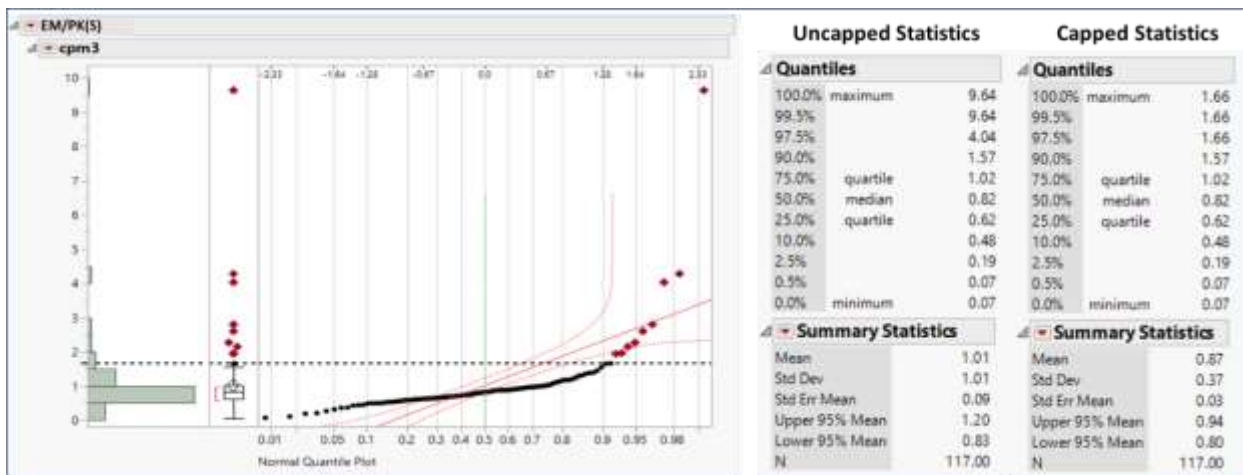 EM/PK(S)
cpm3
-2.33 -1.64 -1.28 -0.67 0.0 0.67 1.28 1.64 2.33
10
9
8
7
6
5
4
3
2
1
0
0.01 0.05 0.1 0.2 0.3 0.4 0.5 0.6 0.7 0.8 0.9 0.95 0.98
Normal Quantile Plot
Uncapped Statistics
Quantiles
100.0% maximum 9.64
99.5% 9.64
97.5% 4.04
90.0% 1.57
75.0% quartile 1.02
50.0% median 0.82
25.0% quartile 0.62
10.0% 0.48
2.5% 0.19
0.5% 0.07
0.0% minimum 0.07
Summary Statistics
Mean 1.01
Std Dev 1.01
Std Err Mean 0.09
Upper 95% Mean 1.20
Lower 95% Mean 0.83
N 117.00
Capped Statistics
Quantiles
100.0% maximum 1.66
99.5% 1.66
97.5% 1.66
90.0% 1.57
75.0% quartile 1.02
50.0% median 0.82
25.0% quartile 0.62
10.0% 0.48
2.5% 0.19
0.5% 0.07
0.0% minimum 0.07
Summary Statistics
Mean 0.87
Std Dev 0.37
Std Err Mean 0.03
Upper 95% Mean 0.94
Lower 95% Mean 0.80
N 117.00